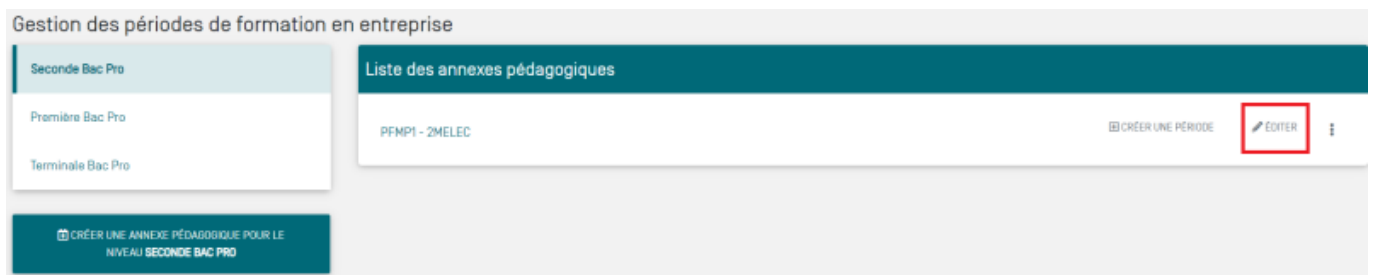 Gestion des périodes de formation en entreprise
Seconde Bac Pro
Première Bac Pro
Terminale Bac Pro
CRÉER UNE ANNEXE PÉDAGOGIQUE POUR LE
NIVEAU SECONDE BAC PRO
Liste des annexes pédagogiques
PFMP1 - 2MELEC
CRÉER UNE PÉRIODE
ÉDITER